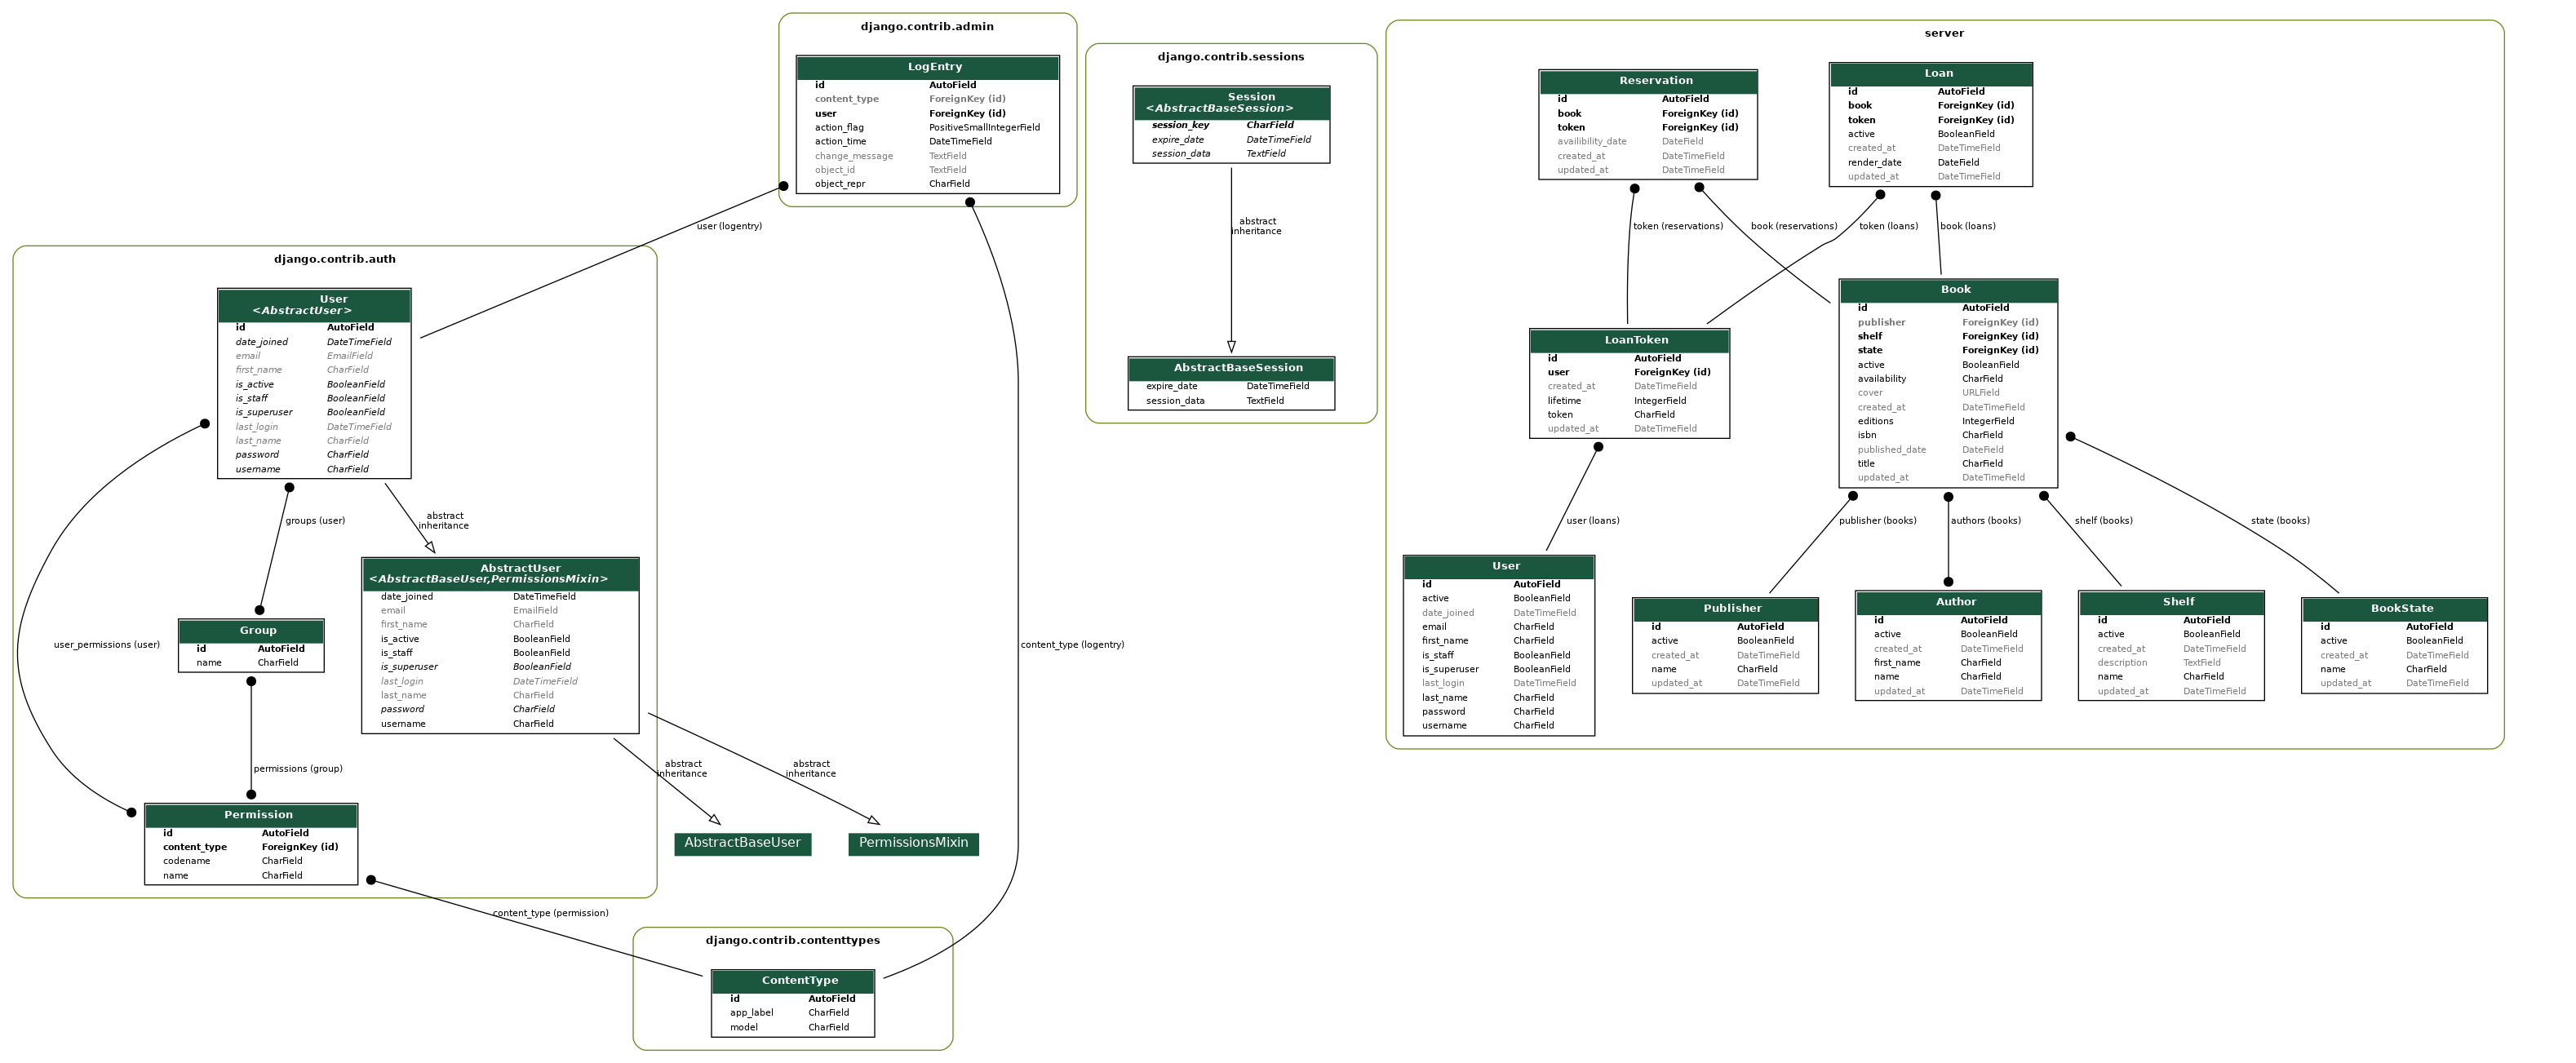 django.contrib.admin
LogEntry
id AutoField
content_type ForeignKey (id)
user ForeignKey (id)
action_flag PositiveSmallIntegerField
action_time DateTimeField
change_message TextField
object_id TextField
object_repr CharField
user (logentry)
content_type (logentry)
django.contrib.auth
User
<AbstractUser>
id AutoField
date_joined DateTimeField
email EmailField
first_name CharField
is_active BooleanField
is_staff BooleanField
is_superuser BooleanField
last_login DateTimeField
last_name CharField
password CharField
username CharField
groups (user)
abstract
inheritance
user_permissions (user)
AbstractUser
<AbstractBaseUser,PermissionsMixin>
date_joined DateTimeField
email EmailField
first_name CharField
is_active BooleanField
is_staff BooleanField
is_superuser BooleanField
last_login DateTimeField
last_name CharField
password CharField
username CharField
Group
id AutoField
name CharField
permissions (group)
abstract
inheritance
abstract
inheritance
Permission
id AutoField
content_type ForeignKey (id)
codename CharField
name CharField
AbstractBaseUser
PermissionsMixin
content_type (permission)
django.contrib.contenttypes
ContentType
id AutoField
app_label CharField
model CharField
django.contrib.sessions
Session
<AbstractBaseSession>
session_key CharField
expire_date DateTimeField
session_data TextField
abstract
inheritance
AbstractBaseSession
expire_date DateTimeField
session_data TextField
server
Reservation
id AutoField
book ForeignKey (id)
token ForeignKey (id)
availibility_date DateField
created_at DateTimeField
updated_at DateTimeField
Loan
id AutoField
book ForeignKey (id)
token ForeignKey (id)
active BooleanField
created_at DateTimeField
render_date DateField
updated_at DateTimeField
token (reservations)
book (reservations)
token (loans)
book (loans)
LoanToken
id AutoField
user ForeignKey (id)
created_at DateTimeField
lifetime IntegerField
token CharField
updated_at DateTimeField
Book
id AutoField
publisher ForeignKey (id)
shelf ForeignKey (id)
state ForeignKey (id)
active BooleanField
availability CharField
cover URLField
created_at DateTimeField
editions IntegerField
isbn CharField
published_date DateField
title CharField
updated_at DateTimeField
user (loans)
publisher (books)
authors (books)
shelf (books)
state (books)
User
id AutoField
active BooleanField
date_joined DateTimeField
email CharField
first_name CharField
is_staff BooleanField
is_superuser BooleanField
last_login DateTimeField
last_name CharField
password CharField
username CharField
Publisher
id AutoField
active BooleanField
created_at DateTimeField
name CharField
updated_at DateTimeField
Author
id AutoField
active BooleanField
created_at DateTimeField
first_name CharField
name CharField
updated_at DateTimeField
Shelf
id AutoField
active BooleanField
created_at DateTimeField
description TextField
name CharField
updated_at DateTimeField
BookState
id AutoField
active BooleanField
created_at DateTimeField
name CharField
updated_at DateTimeField